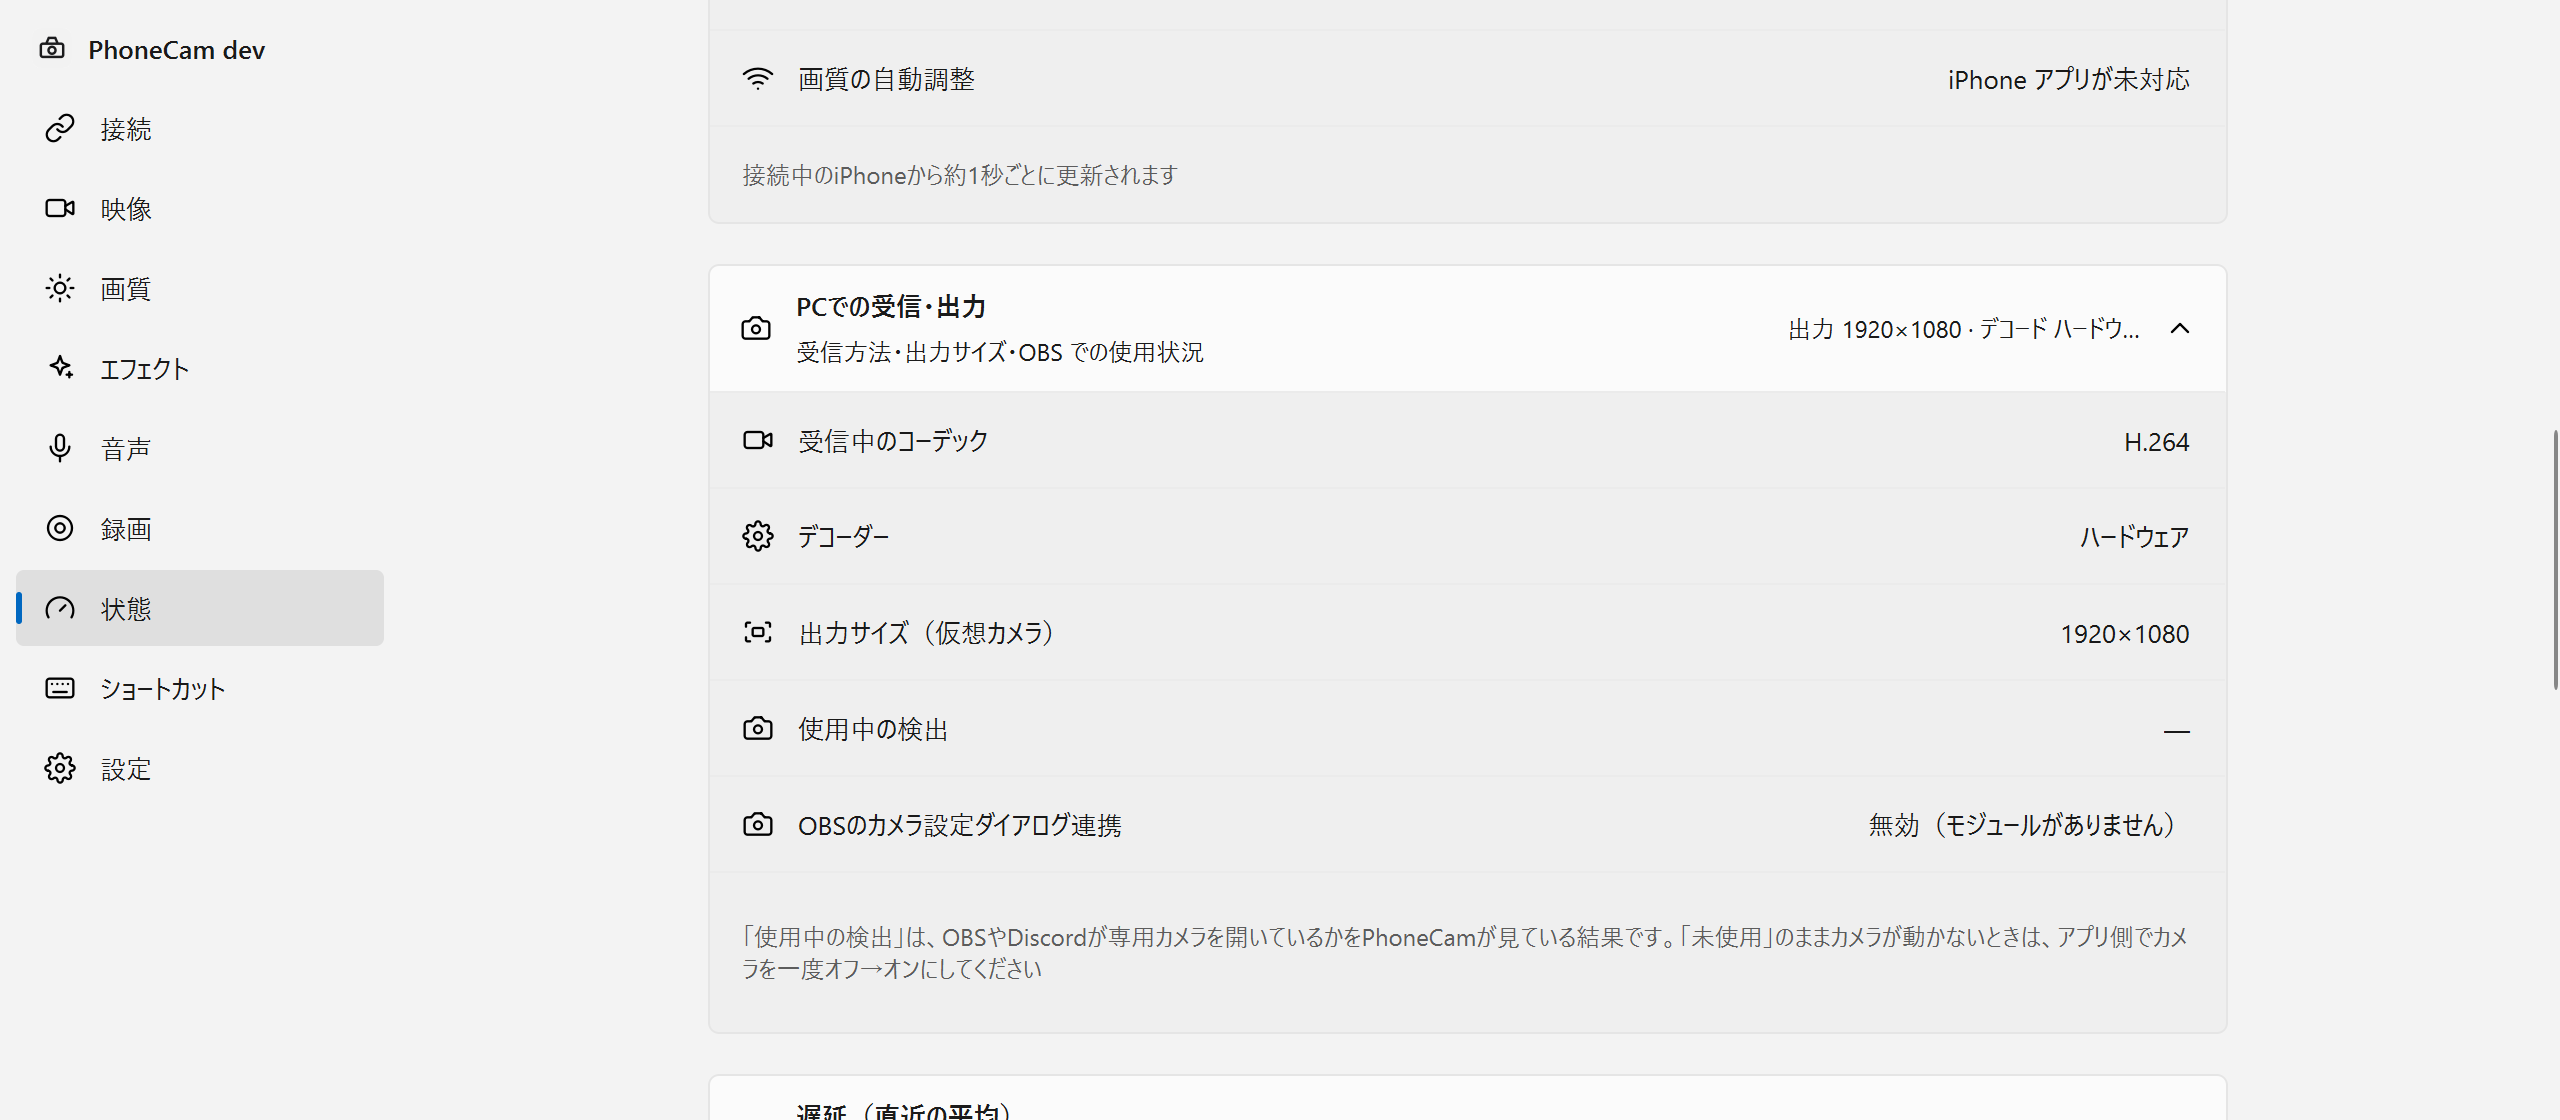 PhoneCam dev
接続
映像
画質
エフェクト
音声
録画
状態
ショートカット
設定
画質の自動調整
iPhone アプリが未対応
接続中のiPhoneから約1秒ごとに更新されます
PCでの受信・出力
受信方法・出力サイズ・OBS での使用状況
出力 1920×1080 · デコード ハードウ...
受信中のコーデック
H.264
デコーダー
ハードウェア
出力サイズ（仮想カメラ）
1920×1080
使用中の検出
—
OBSのカメラ設定ダイアログ連携
無効（モジュールがありません）
「使用中の検出」は、OBSやDiscordが専用カメラを開いているかをPhoneCamが見ている結果です。「未使用」のままカメラが動かないときは、アプリ側でカメ
ラを一度オフ→オンにしてください
遅延（直近の平均）